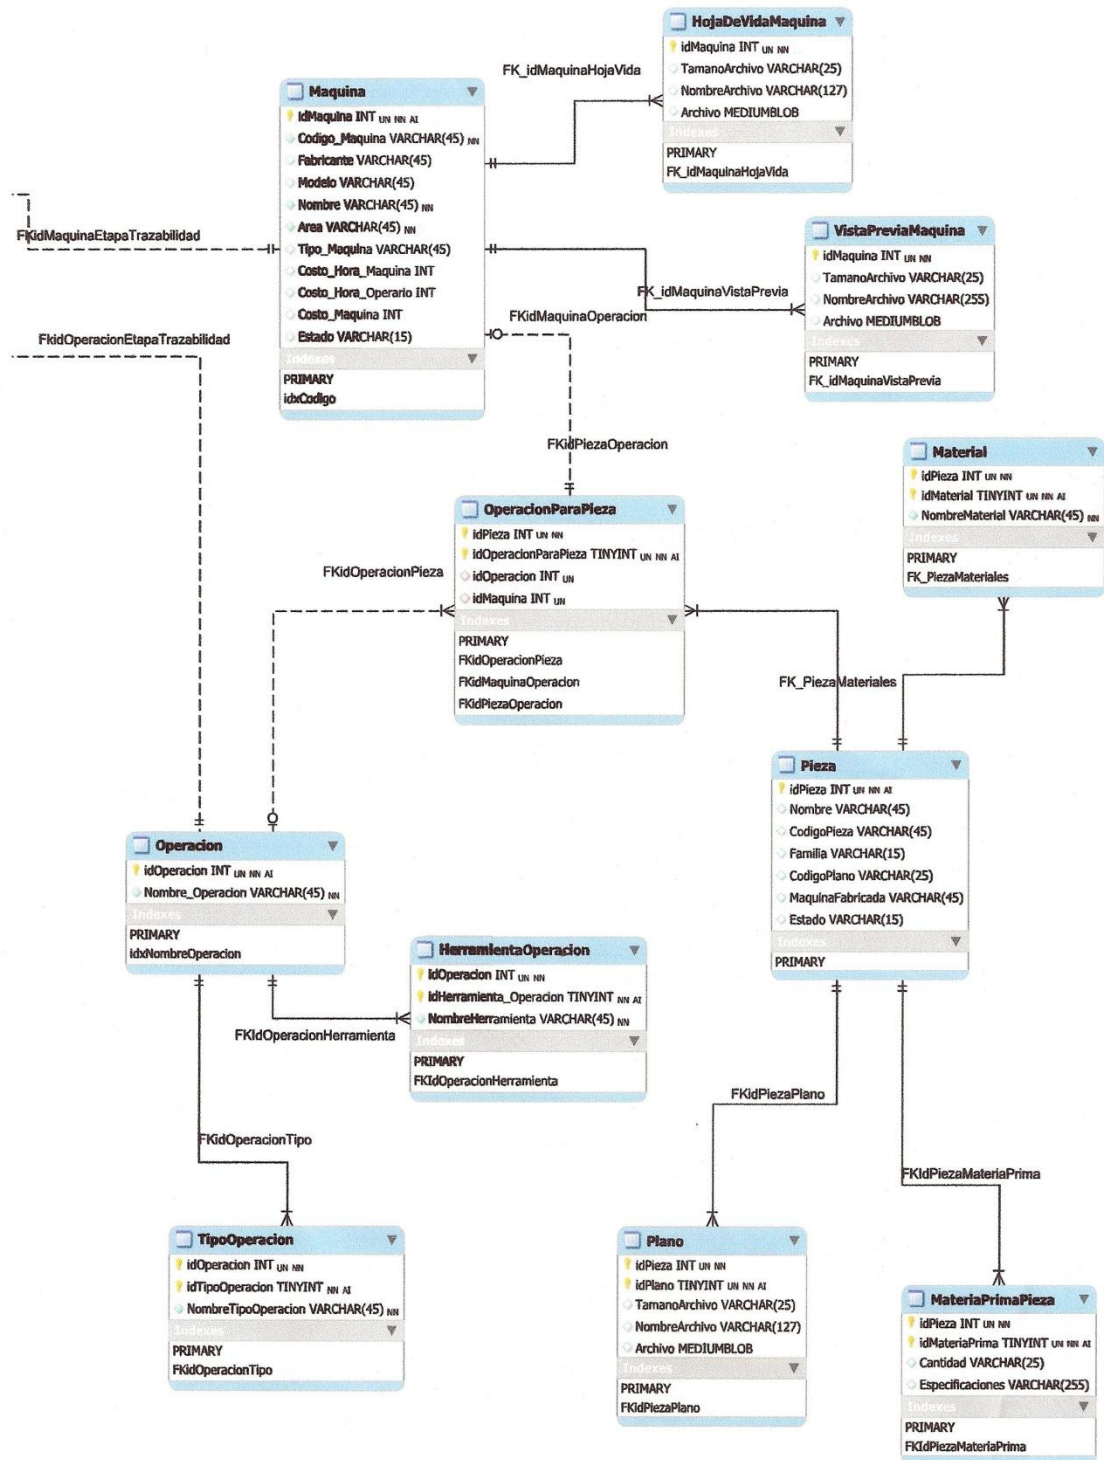 HojaDeVidaMaquina
idMaquina INT UN NN
TamanoArchivo VARCHAR(25)
NombreArchivo VARCHAR(127)
Archivo MEDIUMBLOB
Indexes
PRIMARY
FK_idMaquinaHojaVida
FK_idMaquinaHojaVida
Maquina
idMaquina INT UN NN AI
Codigo_Maquina VARCHAR(45) NN
Fabricante VARCHAR(45)
Modelo VARCHAR(45)
Nombre VARCHAR(45) NN
Area VARCHAR(45) NN
Tipo_Maquina VARCHAR(45)
Costo_Hora_Maquina INT
Costo_Hora_Operario INT
Costo_Maquina INT
Estado VARCHAR(15)
Indexes
PRIMARY
idxCodigo
FKidMaquinaEtapaTrazabilidad
FkidOperacionEtapaTrazabilidad
VistaPreviaMaquina
idMaquina INT UN NN
TamanoArchivo VARCHAR(25)
NombreArchivo VARCHAR(255)
Archivo MEDIUMBLOB
Indexes
PRIMARY
FK_idMaquinaVistaPrevia
FK_idMaquinaVistaPrevia
FKidMaquinaOperacion
FKidPiezaOperacion
Material
idPieza INT UN NN
idMaterial TINYINT UN NN AI
NombreMaterial VARCHAR(45) NN
Indexes
PRIMARY
FK_PiezaMateriales
OperacionParaPieza
idPieza INT UN NN
idOperacionParaPieza TINYINT UN NN AI
idOperacion INT UN
idMaquina INT UN
Indexes
PRIMARY
FKidOperacionPieza
FKidMaquinaOperacion
FKidPiezaOperacion
FKidOperacionPieza
FK_PiezaMateriales
Pieza
idPieza INT UN NN AI
Nombre VARCHAR(45)
CodigoPieza VARCHAR(45)
Familia VARCHAR(15)
CodigoPlano VARCHAR(25)
MaquinaFabricada VARCHAR(45)
Estado VARCHAR(15)
Indexes
PRIMARY
Operacion
idOperacion INT UN NN AI
Nombre_Operacion VARCHAR(45) NN
Indexes
PRIMARY
idxNombreOperacion
HerramientaOperacion
idOperacion INT UN NN
idHerramienta_Operacion TINYINT NN AI
NombreHerramienta VARCHAR(45) NN
Indexes
PRIMARY
FKIdOperacionHerramienta
FKIdOperacionHerramienta
FKidPiezaPlano
FKidOperacionTipo
FKIdPiezaMateriaPrima
TipoOperacion
idOperacion INT UN NN
idTipoOperacion TINYINT NN AI
NombreTipoOperacion VARCHAR(45) NN
Indexes
PRIMARY
FKidOperacionTipo
Plano
idPieza INT UN NN
idPlano TINYINT UN NN AI
TamanoArchivo VARCHAR(25)
NombreArchivo VARCHAR(127)
Archivo MEDIUMBLOB
Indexes
PRIMARY
FKidPiezaPlano
MateriaPrimaPieza
idPieza INT UN NN
idMateriaPrima TINYINT UN NN AI
Cantidad VARCHAR(25)
Especificaciones VARCHAR(255)
Indexes
PRIMARY
FKIdPiezaMateriaPrima